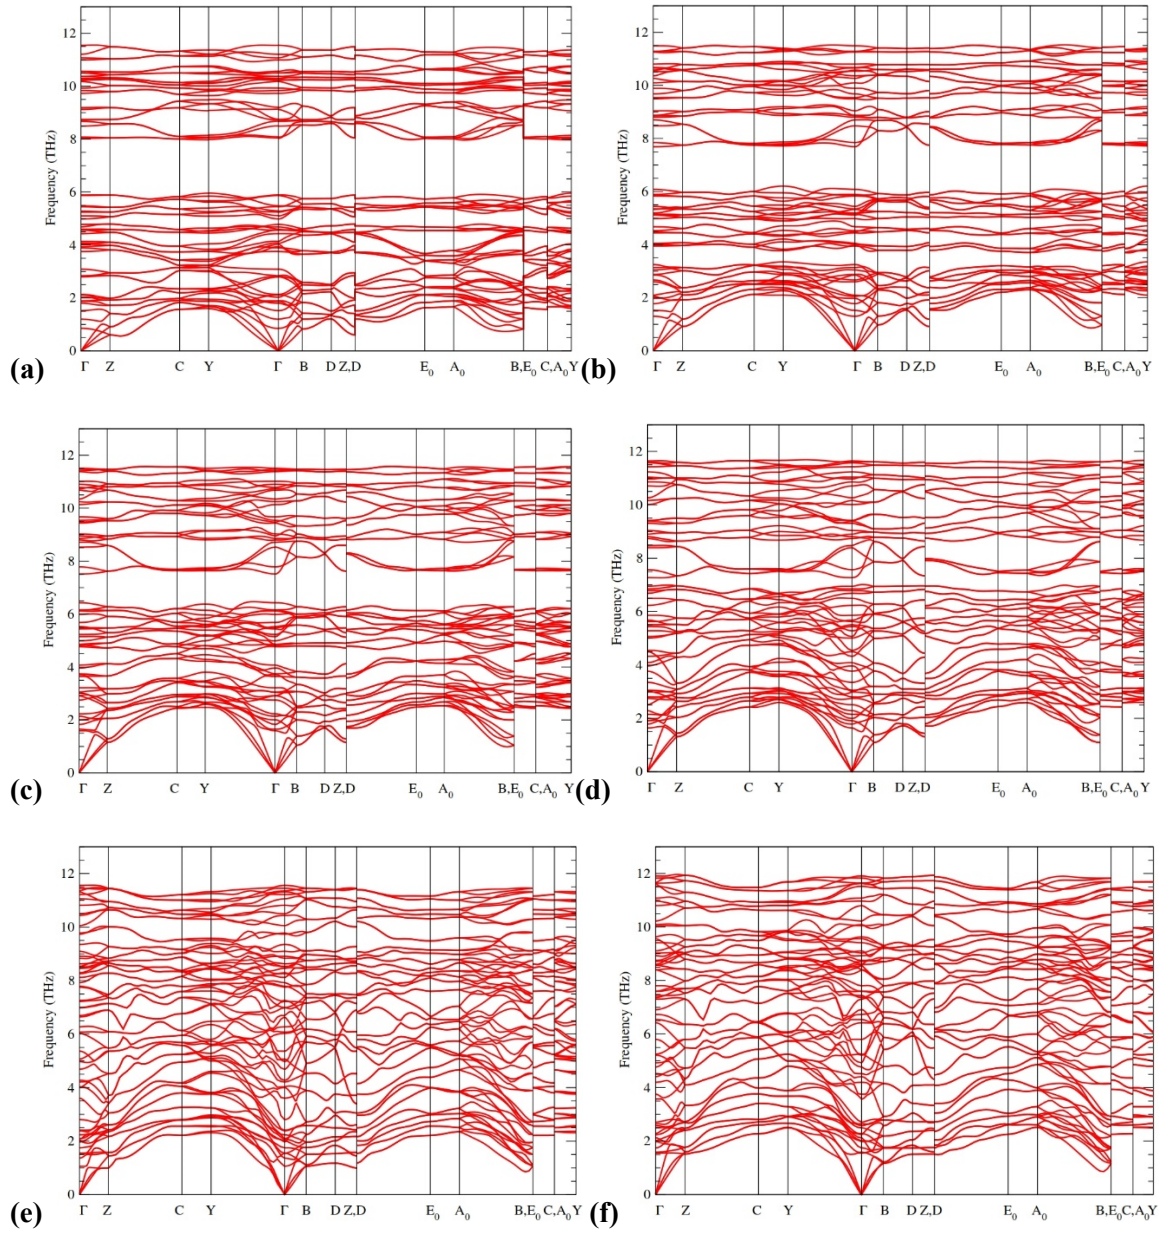 12
10
8
6
4
2
0
Frequency (THz)
Γ Z C Y Γ B D Z,D E₀ A₀ B,E₀ C,A₀ Y
(a)
12
10
8
6
4
2
0
Frequency (THz)
Γ Z C Y Γ B D Z,D E₀ A₀ B,E₀ C,A₀ Y
(b)
12
10
8
6
4
2
0
Frequency (THz)
Γ Z C Y Γ B D Z,D E₀ A₀ B,E₀ C,A₀ Y
(c)
12
10
8
6
4
2
0
Frequency (THz)
Γ Z C Y Γ B D Z,D E₀ A₀ B,E₀ C,A₀ Y
(d)
12
10
8
6
4
2
0
Frequency (THz)
Γ Z C Y Γ B D Z,D E₀ A₀ B,E₀ C,A₀ Y
(e)
12
10
8
6
4
2
0
Frequency (THz)
Γ Z C Y Γ B D Z,D E₀ A₀ B,E₀ C,A₀ Y
(f)